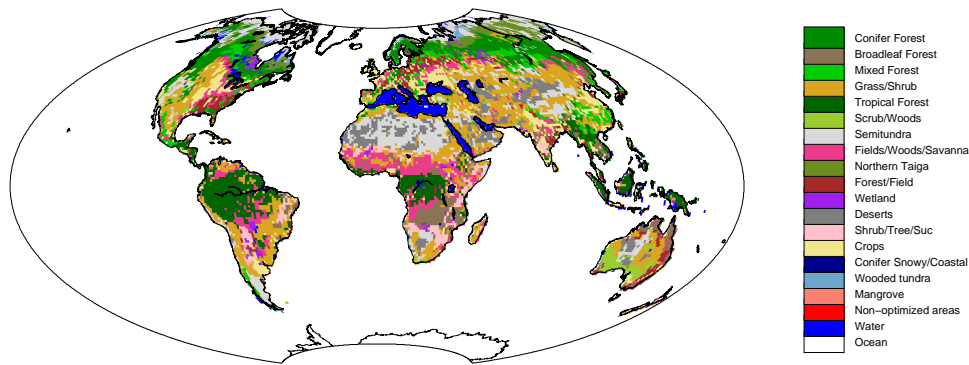 Conifer Forest
Broadleaf Forest
Mixed Forest
Grass/Shrub
Tropical Forest
Scrub/Woods
Semitundra
Fields/Woods/Savanna
Northern Taiga
Forest/Field
Wetland
Deserts
Shrub/Tree/Suc
Crops
Conifer Snowy/Coastal
Wooded tundra
Mangrove
Non−optimized areas
Water
Ocean